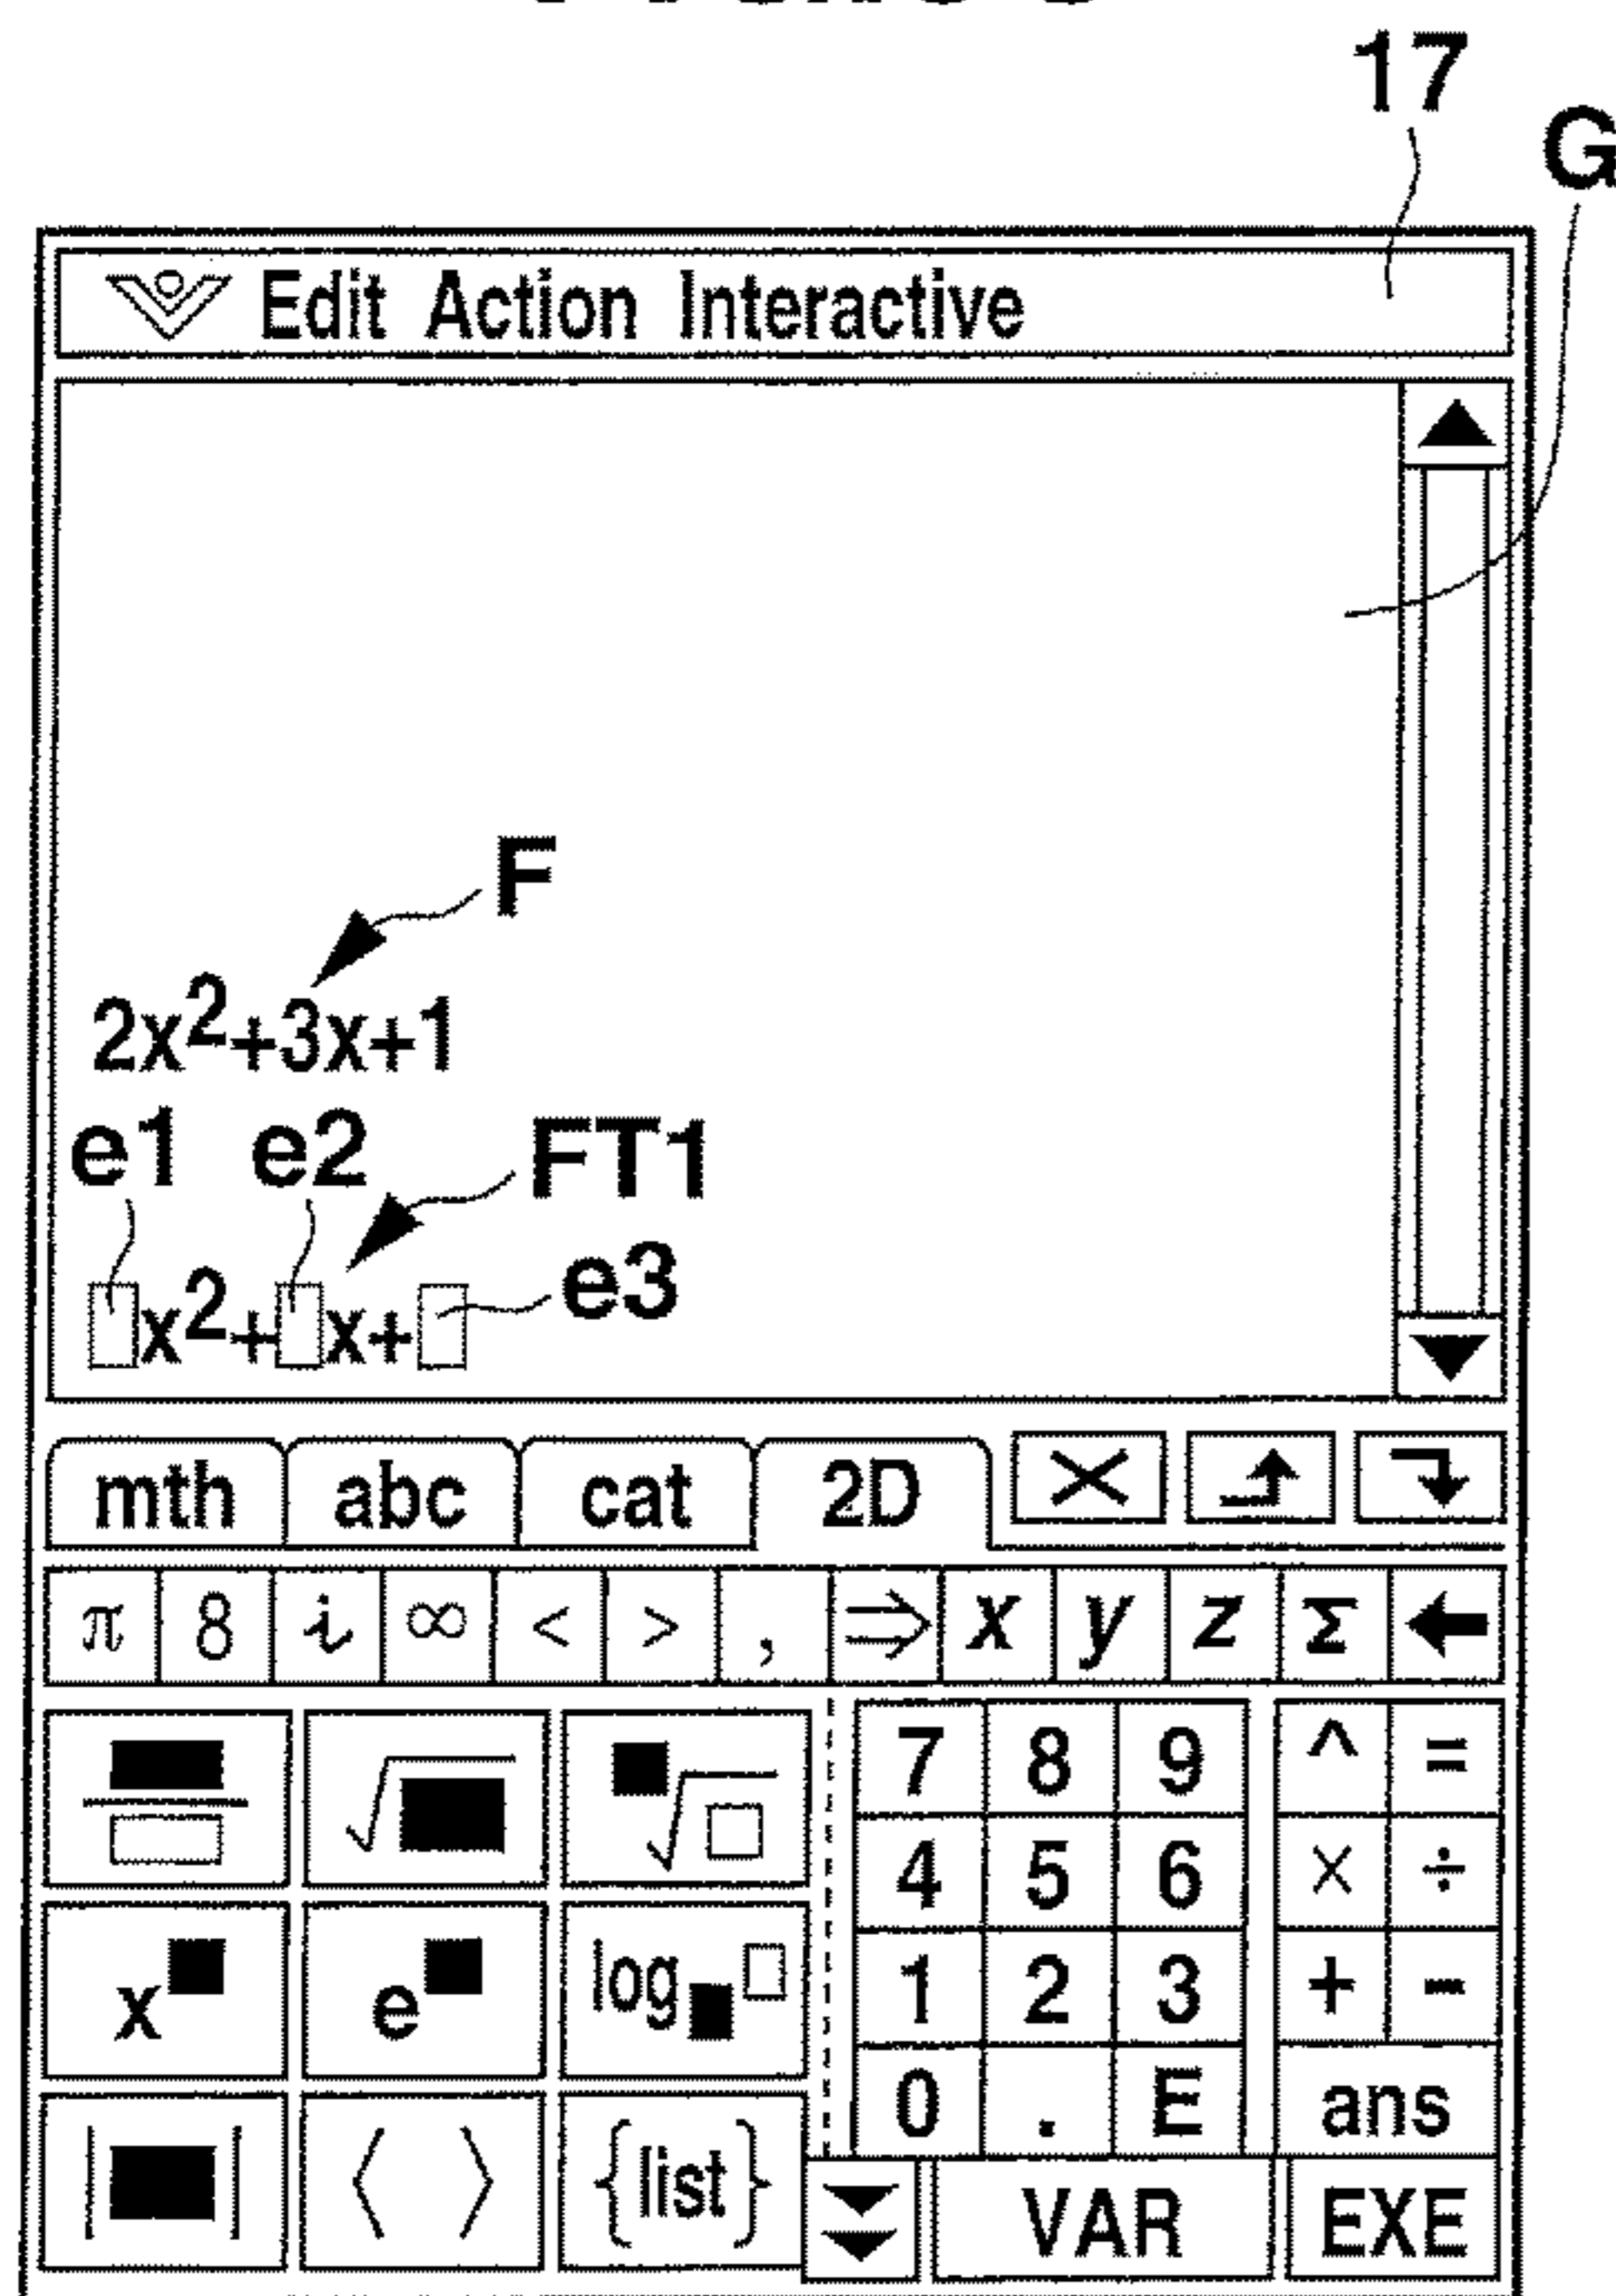 17
G
Edit Action Interactive
F
2x²+3x+1
e1 e2 FT1
▯x²+▯x+▯ e3
mth abc cat 2D
π 8 i ∞ < > , ⇒ x y z Σ ←
7 8 9 ^ =
√
√
4 5 6 × ÷
x e log 1 2 3 + −
0 . E ans
| | ⟨ ⟩ {list} VAR EXE